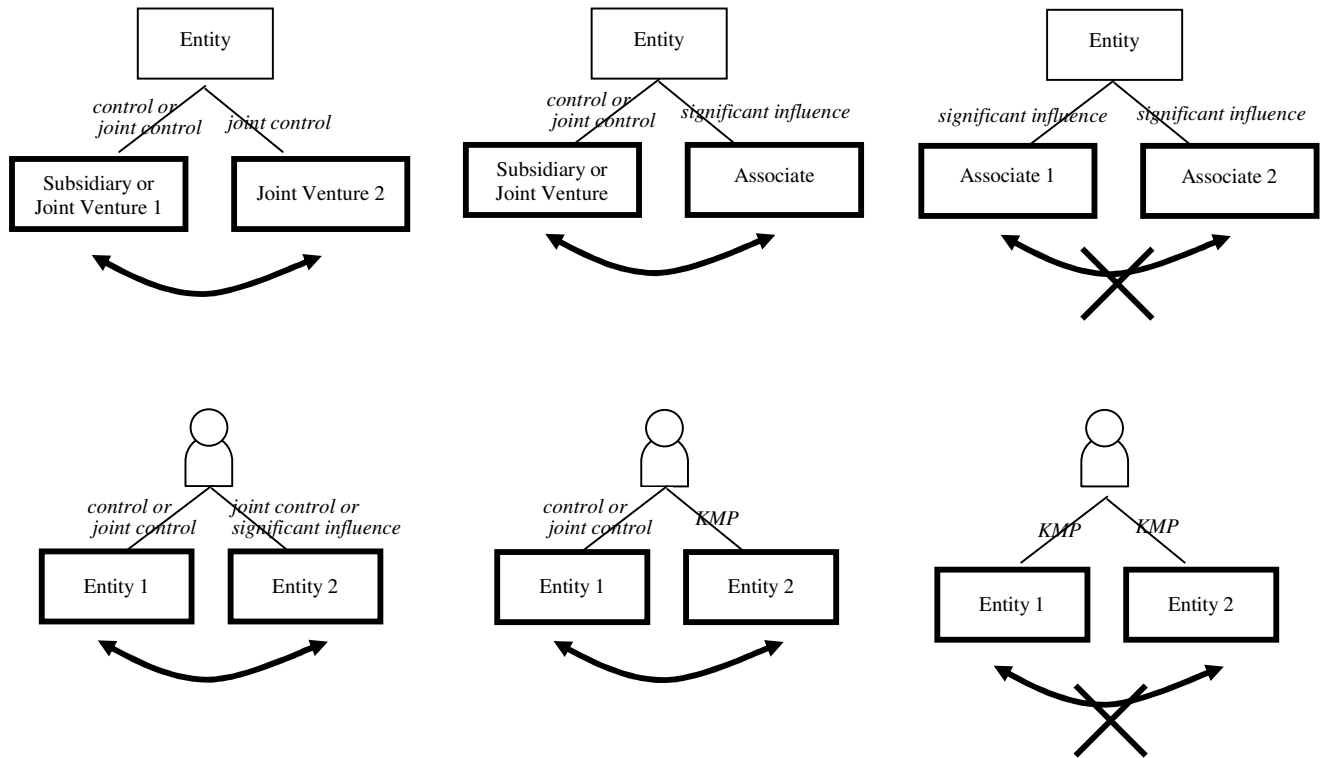 Entity
control or
joint control
joint control
Subsidiary or
Joint Venture 1
Joint Venture 2
Entity
control or
joint control
significant influence
Subsidiary or
Joint Venture
Associate
Entity
significant influence
significant influence
Associate 1
Associate 2
control or
joint control
joint control or
significant influence
Entity 1
Entity 2
control or
joint control
KMP
Entity 1
Entity 2
KMP
KMP
Entity 1
Entity 2